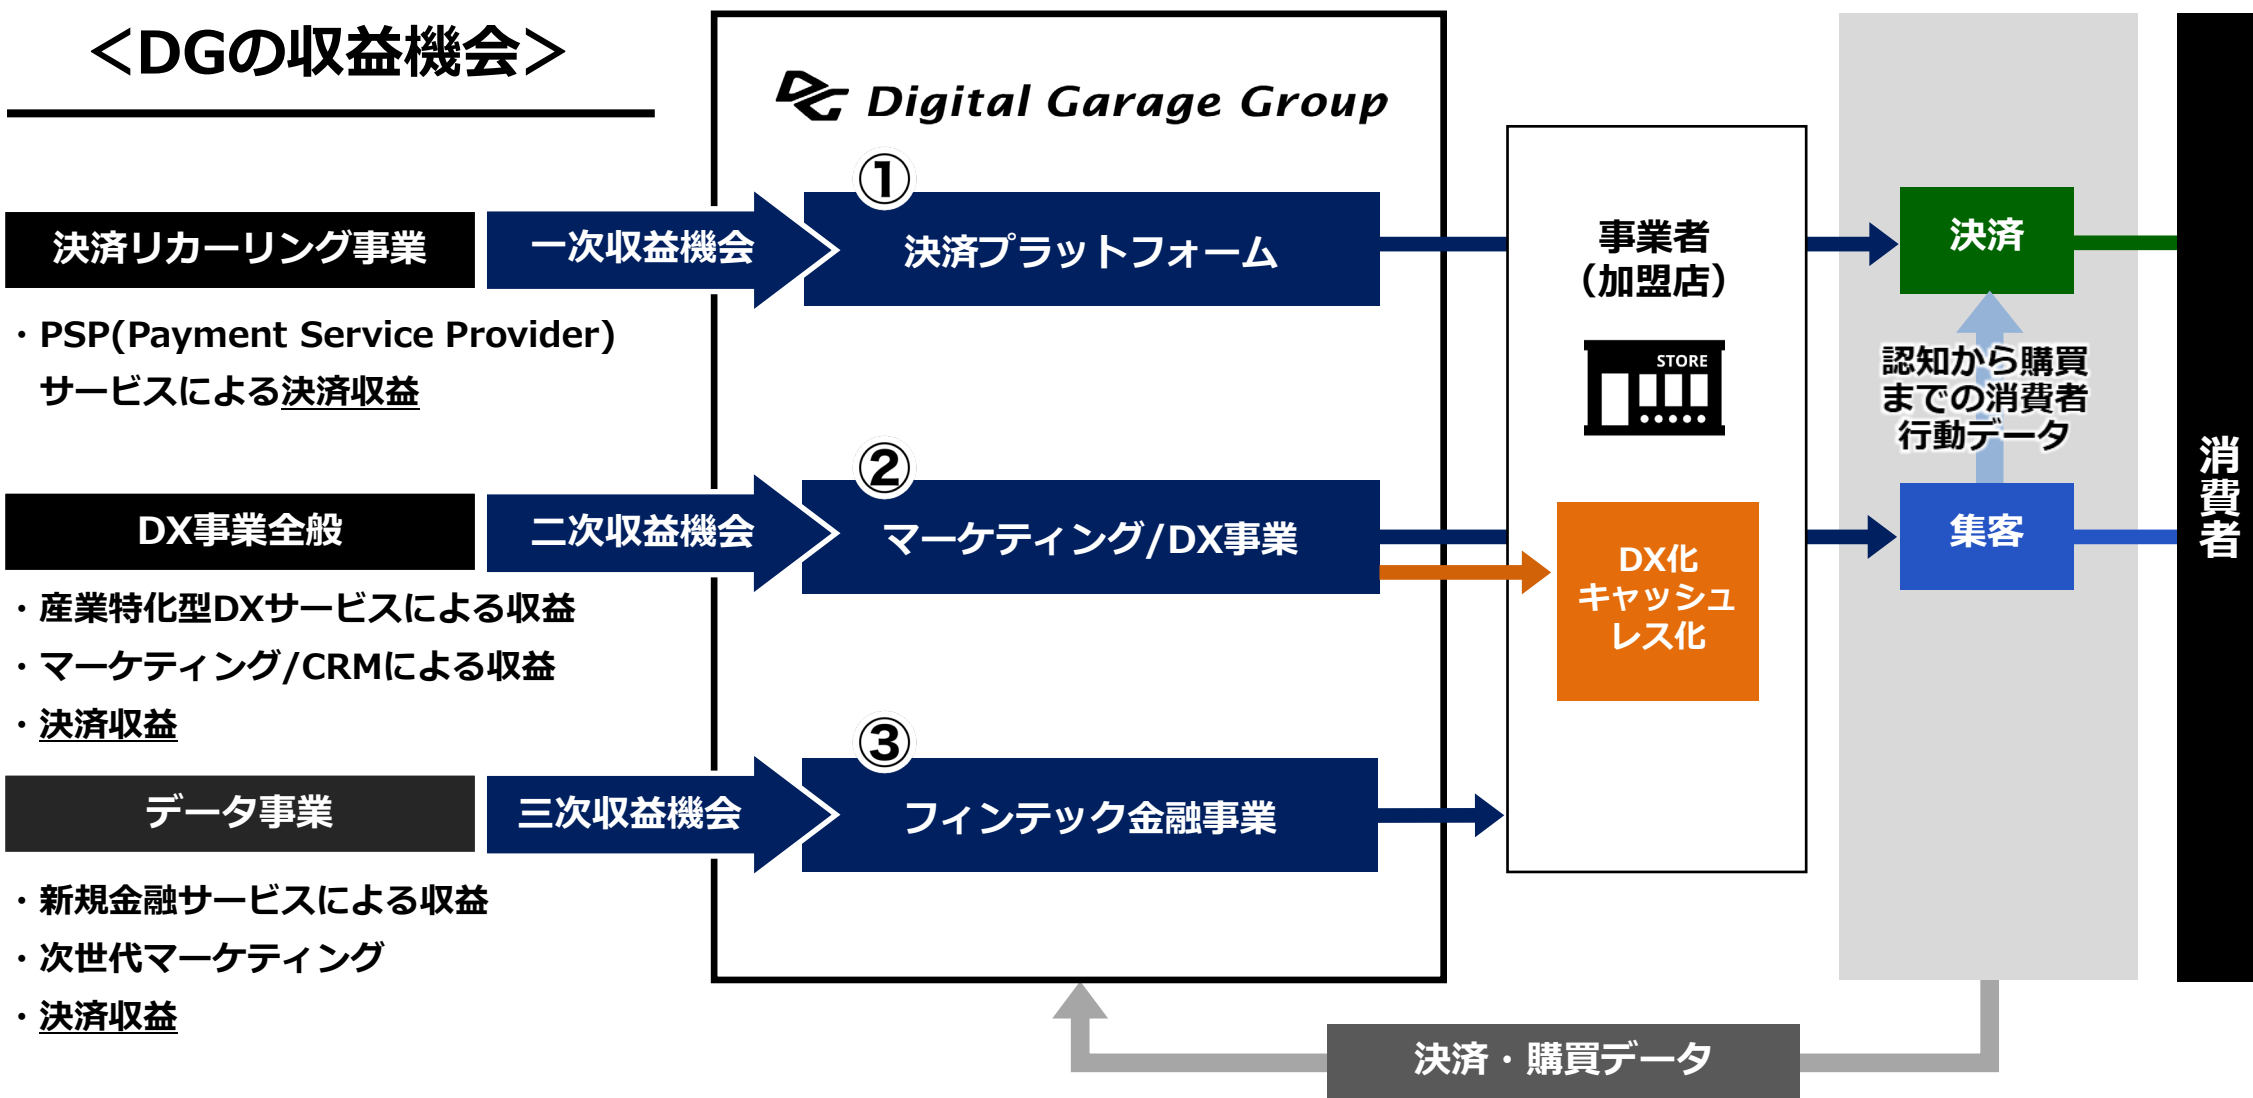 ＜DGの収益機会＞
決済リカーリング事業
一次収益機会
・PSP(Payment Service Provider)
サービスによる決済収益
DX事業全般
二次収益機会
・産業特化型DXサービスによる収益
・マーケティング/CRMによる収益
・決済収益
データ事業
三次収益機会
・新規金融サービスによる収益
・次世代マーケティング
・決済収益
DG Digital Garage Group
①
決済プラットフォーム
②
マーケティング/DX事業
③
フィンテック金融事業
事業者
（加盟店）
STORE
DX化
キャッシュ
レス化
決済
認知から購買
までの消費者
行動データ
集客
消費者
決済・購買データ